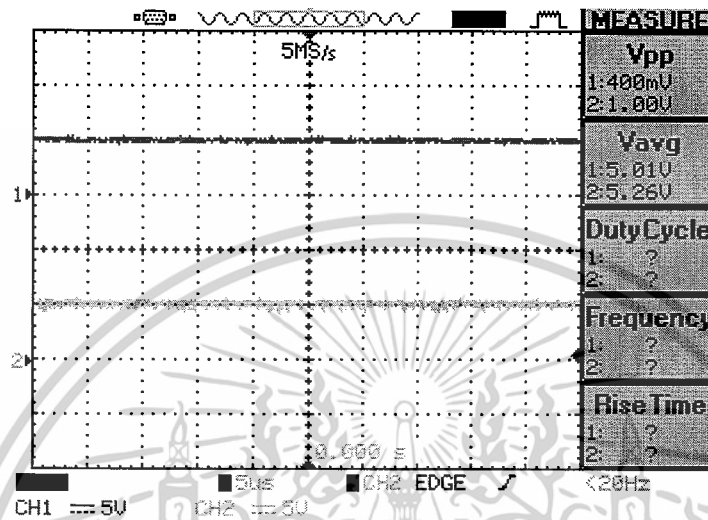 MEASURE
5MS/s
Vpp
1:400mV
2:1.00V
Vavg
1:5.01V
2:5.26V
Duty Cycle
1: ?
2: ?
Frequency
1: ?
2: ?
Rise Time
1: ?
2: ?
1
2
0.000 s
5us CH2 EDGE <20Hz
CH1 5V CH2 5V